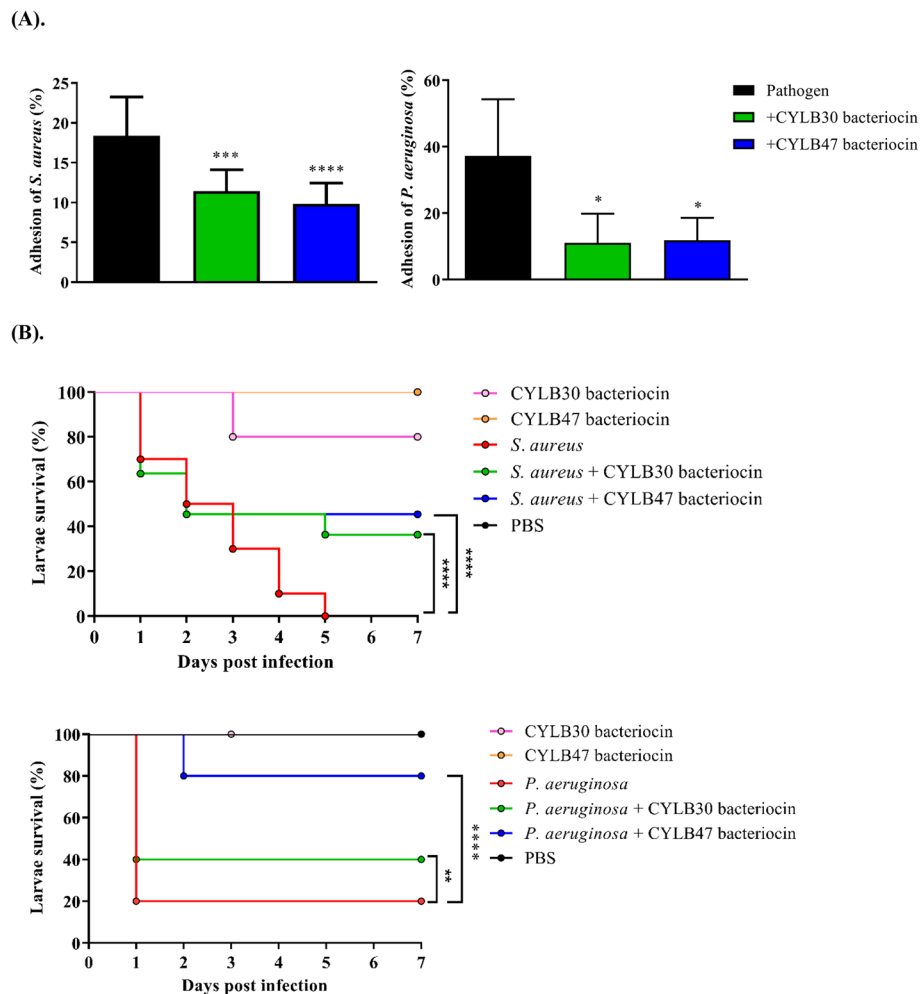 (A).
Adhesion of S. aureus (%)
25
20
15
10
5
0
***
****
Adhesion of P. aeruginosa (%)
60
40
20
0
*
*
Pathogen
+CYLB30 bacteriocin
+CYLB47 bacteriocin
(B).
Larvae survival (%)
100
80
60
40
20
0
0 1 2 3 4 5 6 7
Days post infection
CYLB30 bacteriocin
CYLB47 bacteriocin
S. aureus
S. aureus + CYLB30 bacteriocin
S. aureus + CYLB47 bacteriocin
PBS
****
****
Larvae survival (%)
100
80
60
40
20
0
0 1 2 3 4 5 6 7
Days post infection
CYLB30 bacteriocin
CYLB47 bacteriocin
P. aeruginosa
P. aeruginosa + CYLB30 bacteriocin
P. aeruginosa + CYLB47 bacteriocin
PBS
**
****